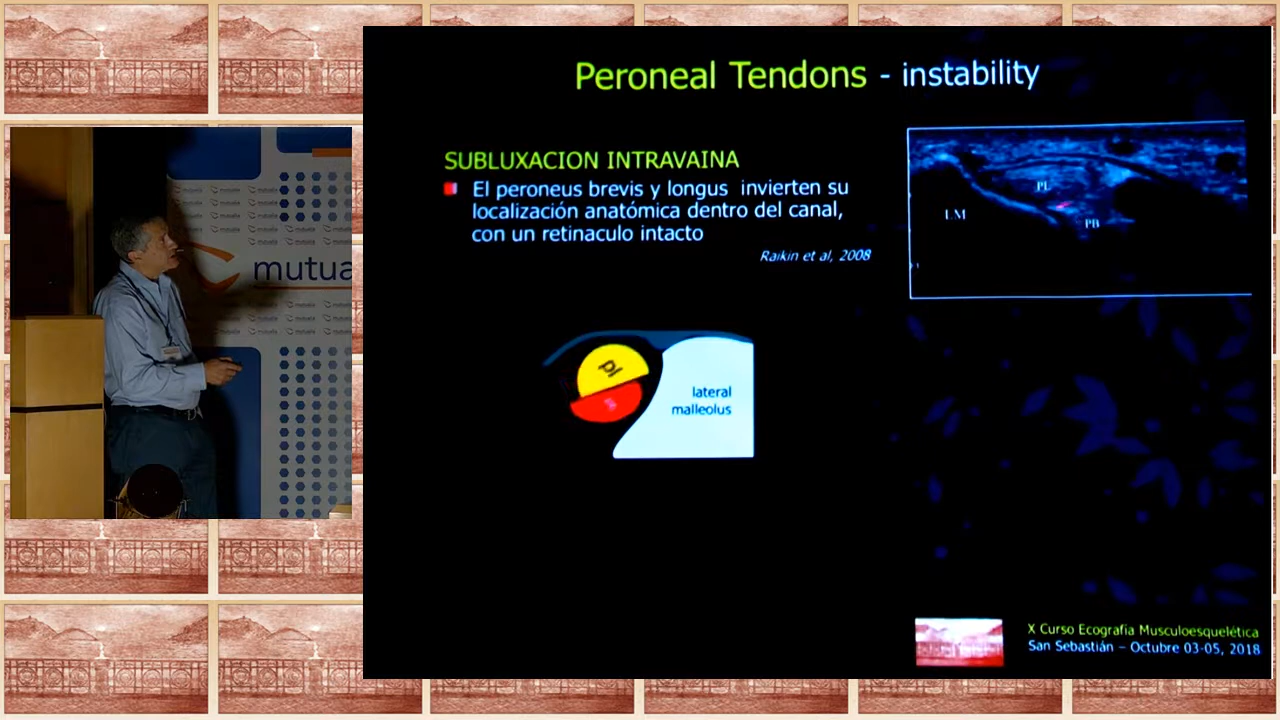 Peroneal Tendons - instability
SUBLUXACION INTRAVAINA
El peroneus brevis y longus invierten su
localización anatómica dentro del canal,
con un retinaculo intacto
Raikin et al, 2008
LM
PL
PB
pl
lateral
malleolus
mutua
X Curso Ecografía Musculoesquelética
San Sebastián – Octubre 03-05, 2018